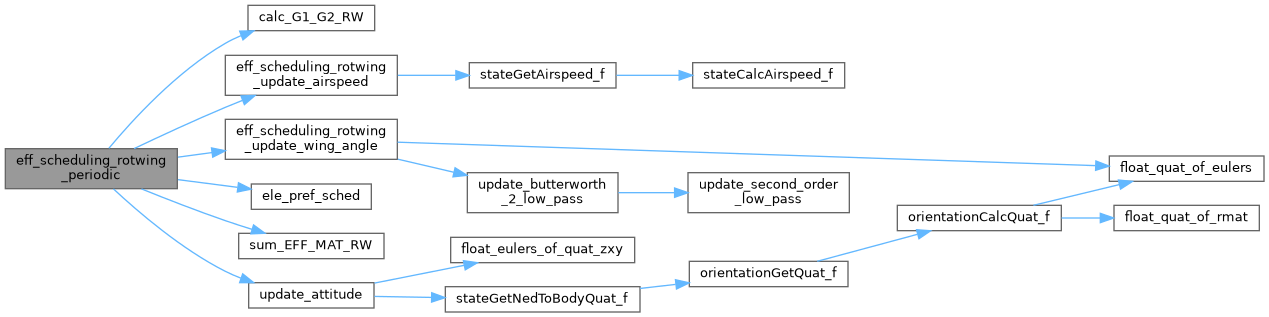 calc_G1_G2_RW
eff_scheduling_rotwing
_update_airspeed
stateGetAirspeed_f
stateCalcAirspeed_f
eff_scheduling_rotwing
_update_wing_angle
eff_scheduling_rotwing
_periodic
float_quat_of_eulers
update_butterworth
_2_low_pass
update_second_order
_low_pass
ele_pref_sched
orientationCalcQuat_f
float_quat_of_rmat
sum_EFF_MAT_RW
float_eulers_of_quat_zxy
orientationGetQuat_f
update_attitude
stateGetNedToBodyQuat_f